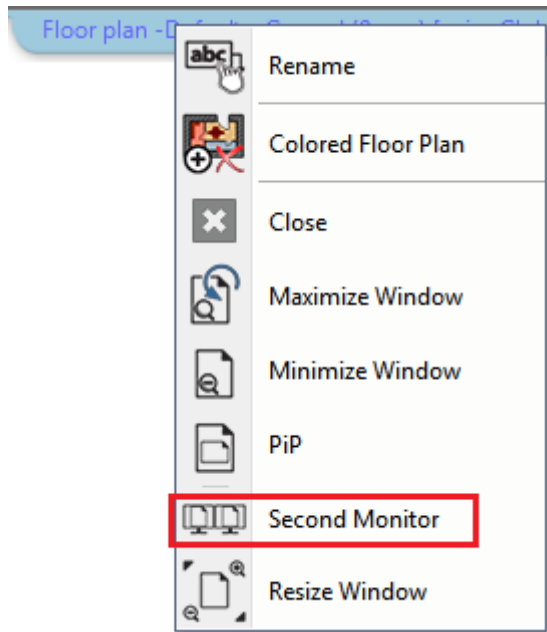 Floor plan -
abc
Rename
Colored Floor Plan
Close
Maximize Window
Minimize Window
PiP
Second Monitor
Resize Window